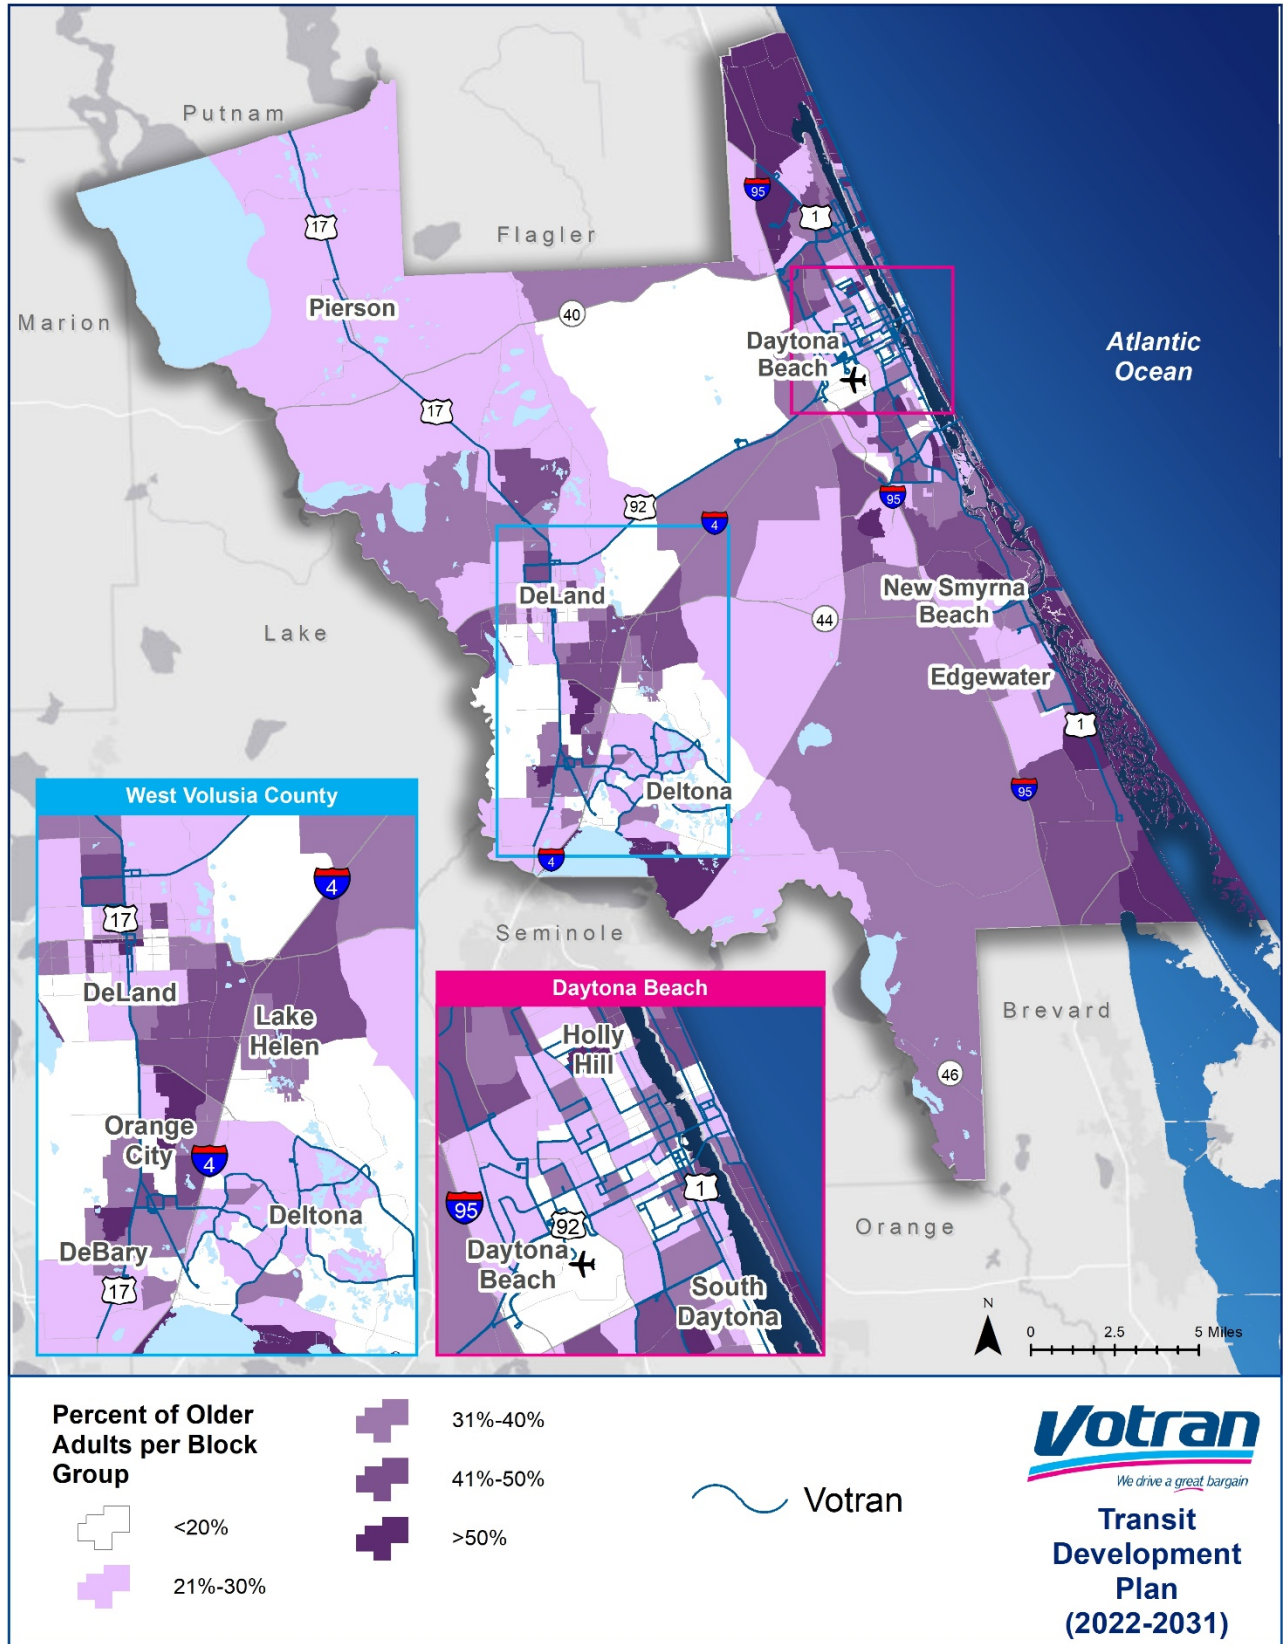 Putnam
95
17
1
Flagler
Marion
Pierson
40
Daytona
Beach
Atlantic
Ocean
17
92
95
4
DeLand
New Smyrna
Beach
44
Lake
Edgewater
1
Deltona
95
West Volusia County
4
4
17
Seminole
DeLand
Lake
Helen
Orange
City
4
Deltona
DeBary
17
Daytona Beach
Holly
Hill
1
95
92
Daytona
Beach
South
Daytona
Brevard
46
Orange
N
0 2.5 5 Miles
Percent of Older
Adults per Block
Group
<20%
21%-30%
31%-40%
41%-50%
>50%
Votran
Votran
We drive a great bargain
Transit
Development
Plan
(2022-2031)